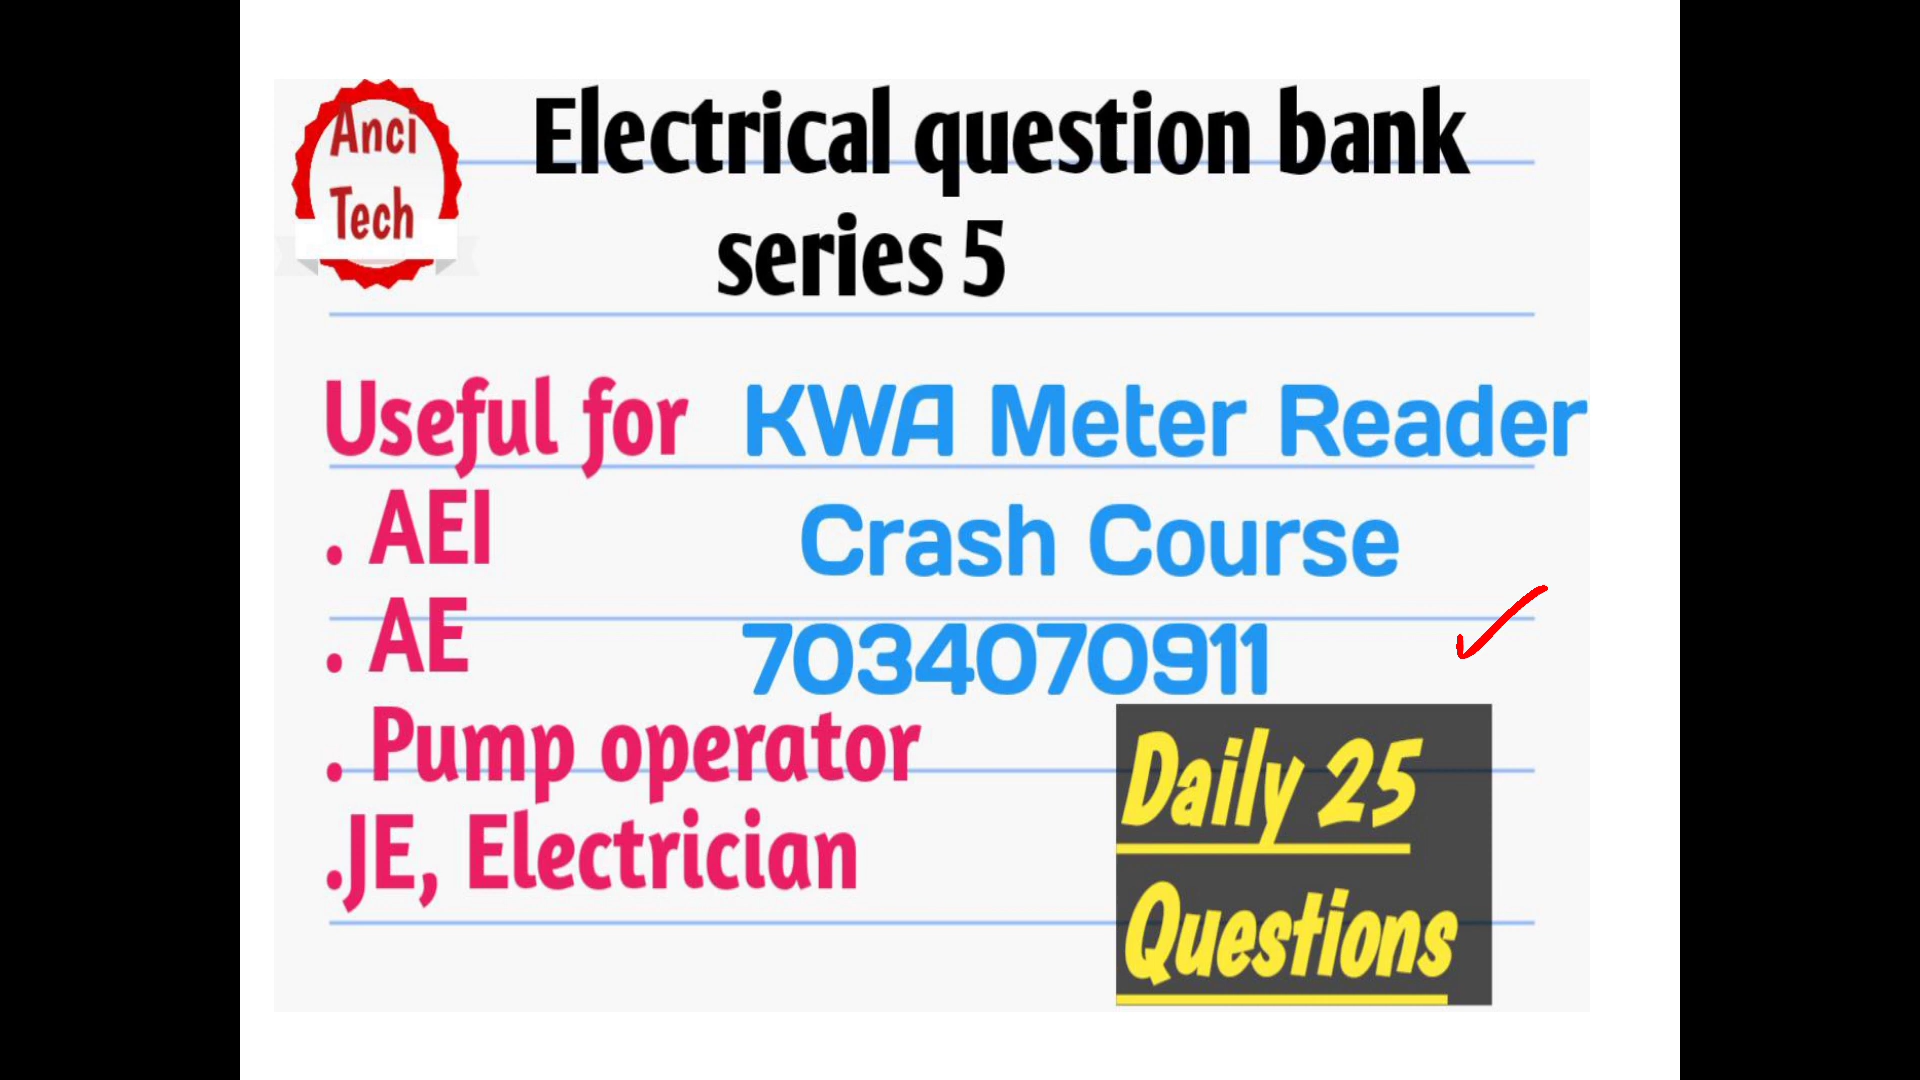 Anci
Tech
Electrical question bank
series 5
Useful for
. AEI
. AE
. Pump operator
.JE, Electrician
KWA Meter Reader
Crash Course
7034070911
Daily 25
Questions